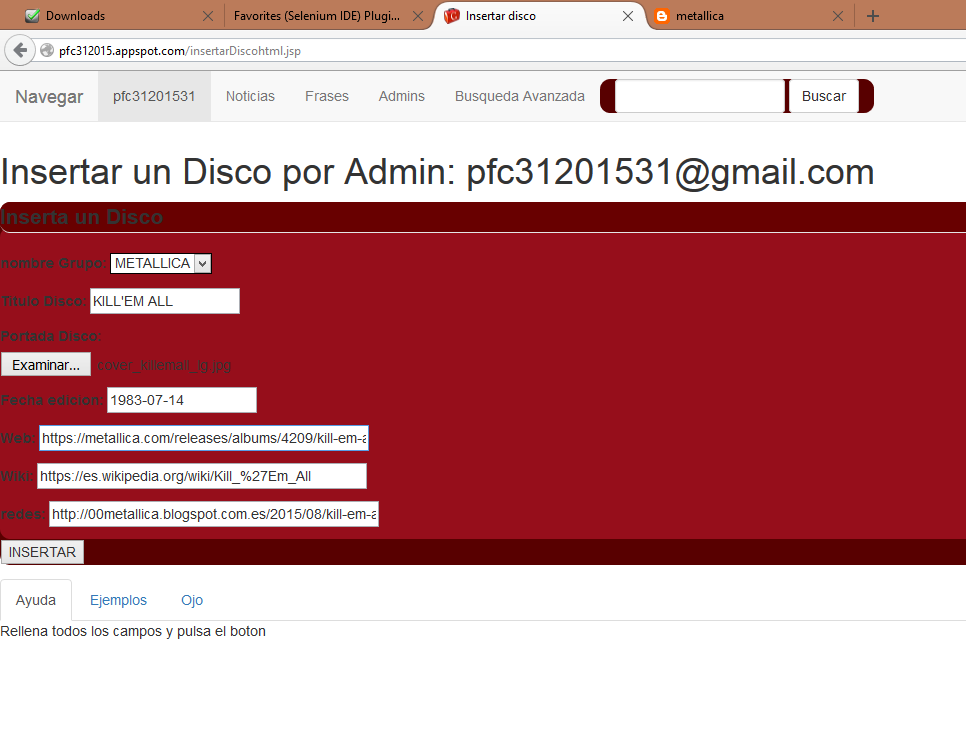 Downloads Favorites (Selenium IDE) Plugi... Insertar disco metallica
pfc312015.appspot.com/insertarDiscohtml.jsp
Navegar pfc31201531 Noticias Frases Admins Busqueda Avanzada Buscar
Insertar un Disco por Admin: pfc31201531@gmail.com
Inserta un Disco
nombre Grupo: METALLICA
Titulo Disco: KILL'EM ALL
Portada Disco:
Examinar... cover_killemall_lg.jpg
Fecha edicion: 1983-07-14
Web: https://metallica.com/releases/albums/4209/kill-em-a
Wiki: https://es.wikipedia.org/wiki/Kill_%27Em_All
redes: http://00metallica.blogspot.com.es/2015/08/kill-em-a
INSERTAR
Ayuda Ejemplos Ojo
Rellena todos los campos y pulsa el boton